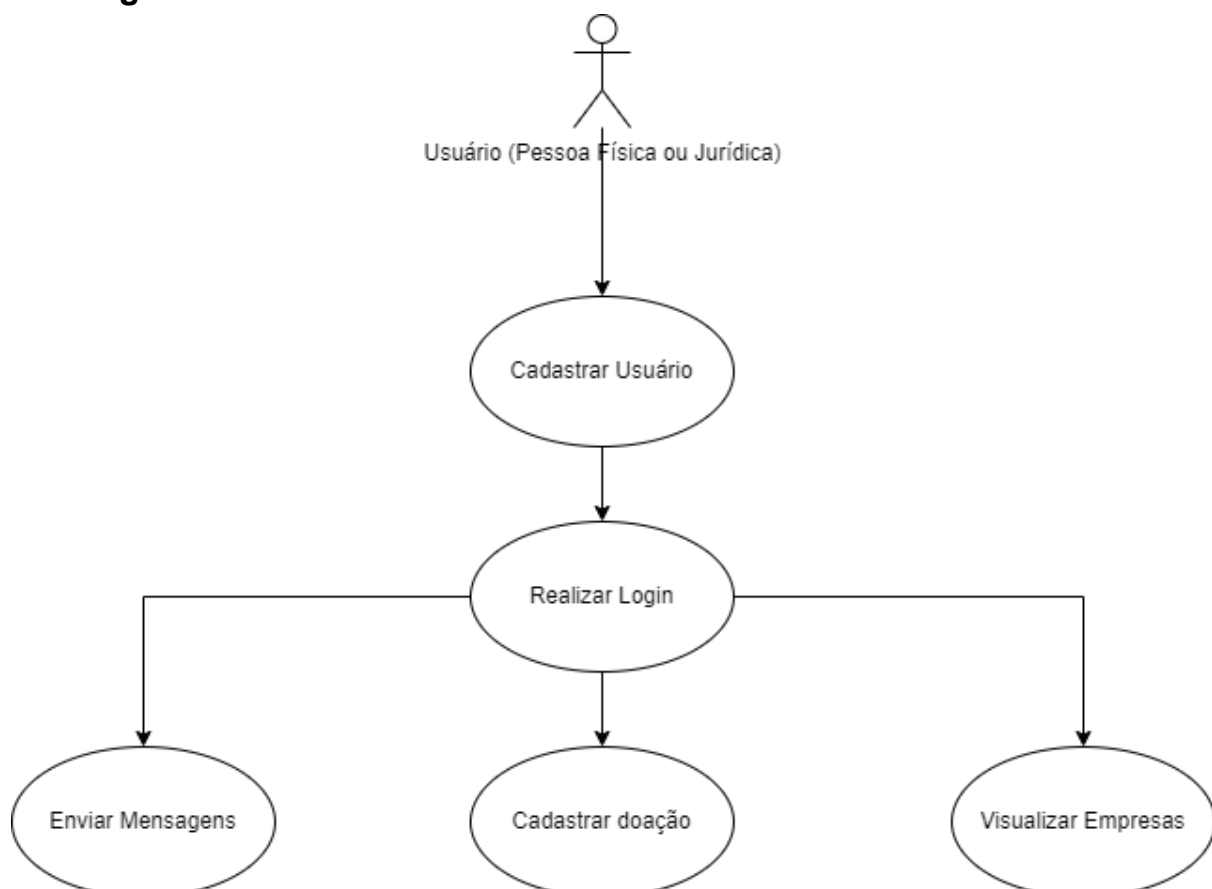 Usuário (Pessoa Física ou Jurídica)
Cadastrar Usuário
Realizar Login
Enviar Mensagens
Cadastrar doação
Visualizar Empresas